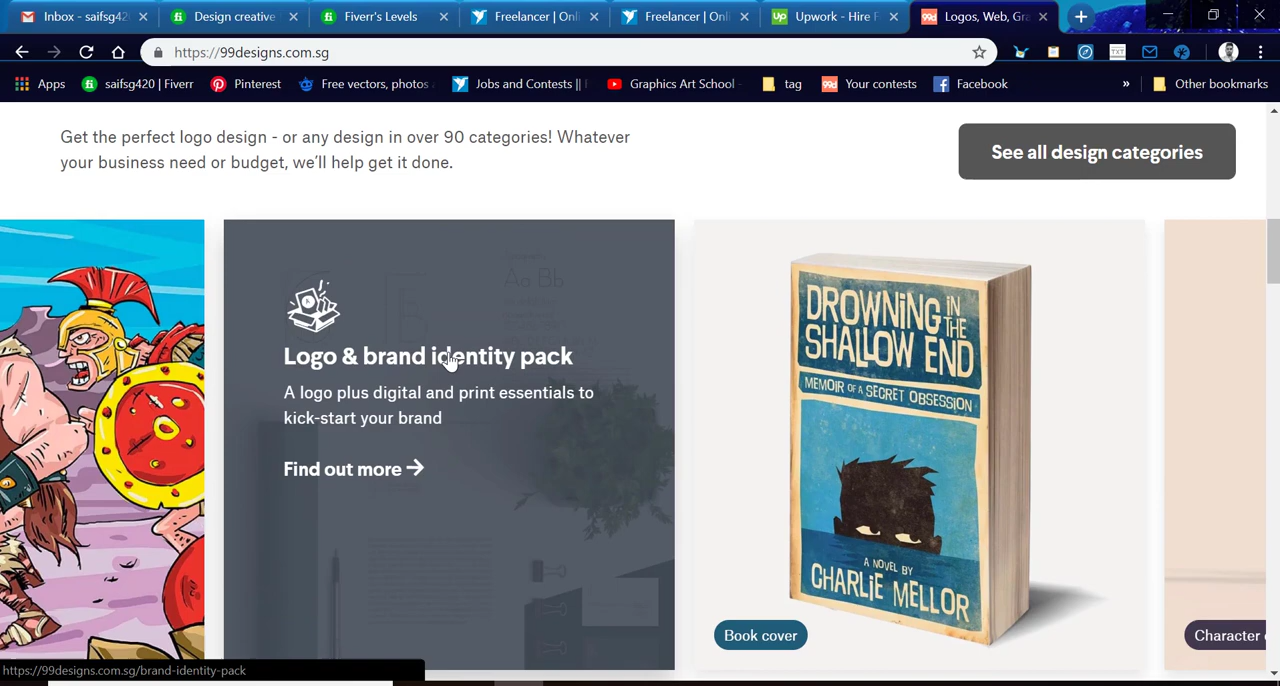 Inbox - saifsg42
Design creative
Fiverr's Levels
Freelancer | Onli
Freelancer | Onli
Upwork - Hire F
Logos, Web, Gra
https://99designs.com.sg
Apps
saifsg420 | Fiverr
Pinterest
Free vectors, photos
Jobs and Contests ||
Graphics Art School -
tag
Your contests
Facebook
»
Other bookmarks
Get the perfect logo design - or any design in over 90 categories! Whatever
your business need or budget, we'll help get it done.
See all design categories
Aa Bb
Logo & brand identity pack
A logo plus digital and print essentials to
kick-start your brand
Find out more →
DROWNING IN THE
SHALLOW END
MEMOIR OF A SECRET OBSESSION
A NOVEL BY
CHARLIE MELLOR
Book cover
Character
https://99designs.com.sg/brand-identity-pack